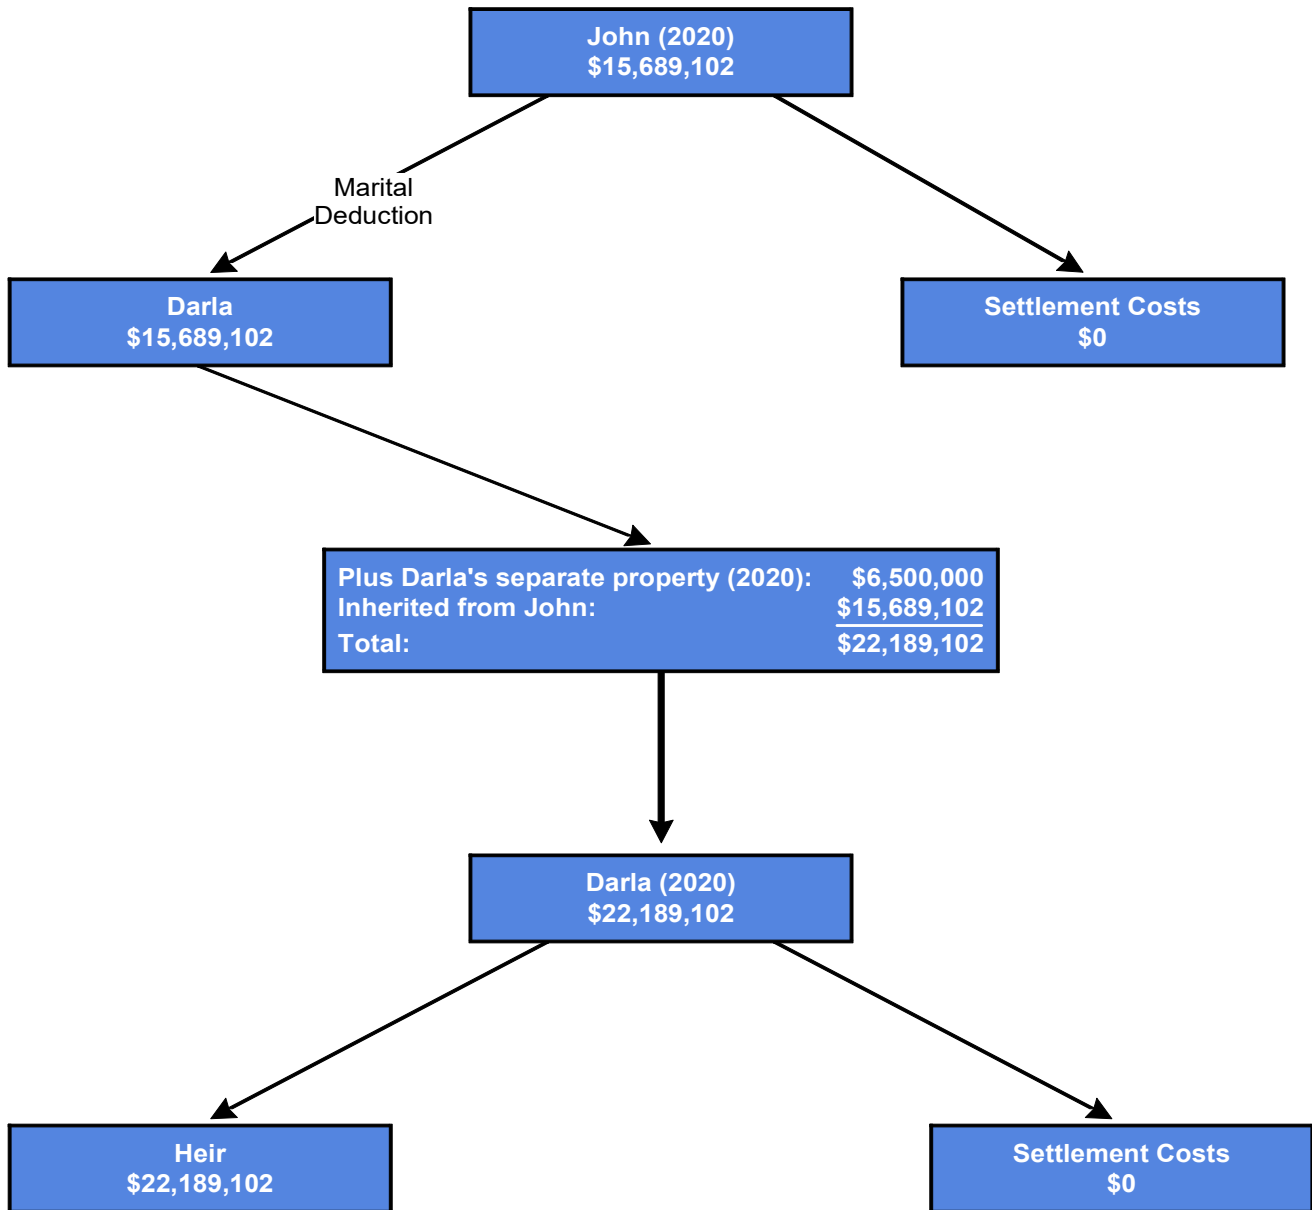 John (2020)
$15,689,102
Marital
Deduction
Darla
$15,689,102
Settlement Costs
$0
Plus Darla's separate property (2020): $6,500,000
Inherited from John: $15,689,102
Total: $22,189,102
Darla (2020)
$22,189,102
Heir
$22,189,102
Settlement Costs
$0